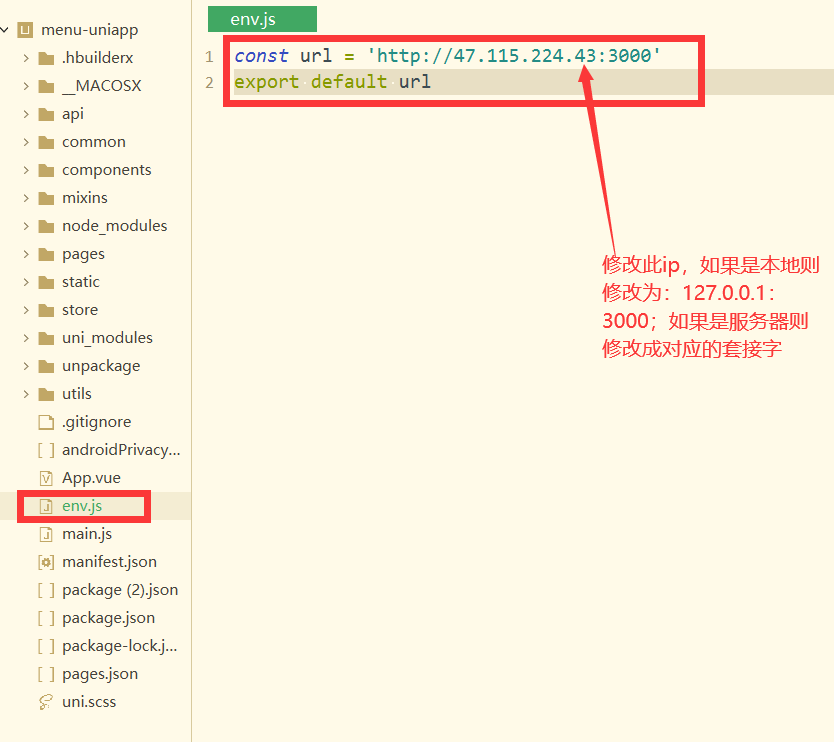 menu-uniapp
.hbuilderx
__MACOSX
api
common
components
mixins
node_modules
pages
static
store
uni_modules
unpackage
utils
.gitignore
androidPrivacy...
App.vue
env.js
main.js
manifest.json
package (2).json
package.json
package-lock.j...
pages.json
uni.scss
env.js
1 const url = 'http://47.115.224.43:3000'
2 export default url
修改此ip，如果是本地则
修改为：127.0.0.1：
3000；如果是服务器则
修改成对应的套接字